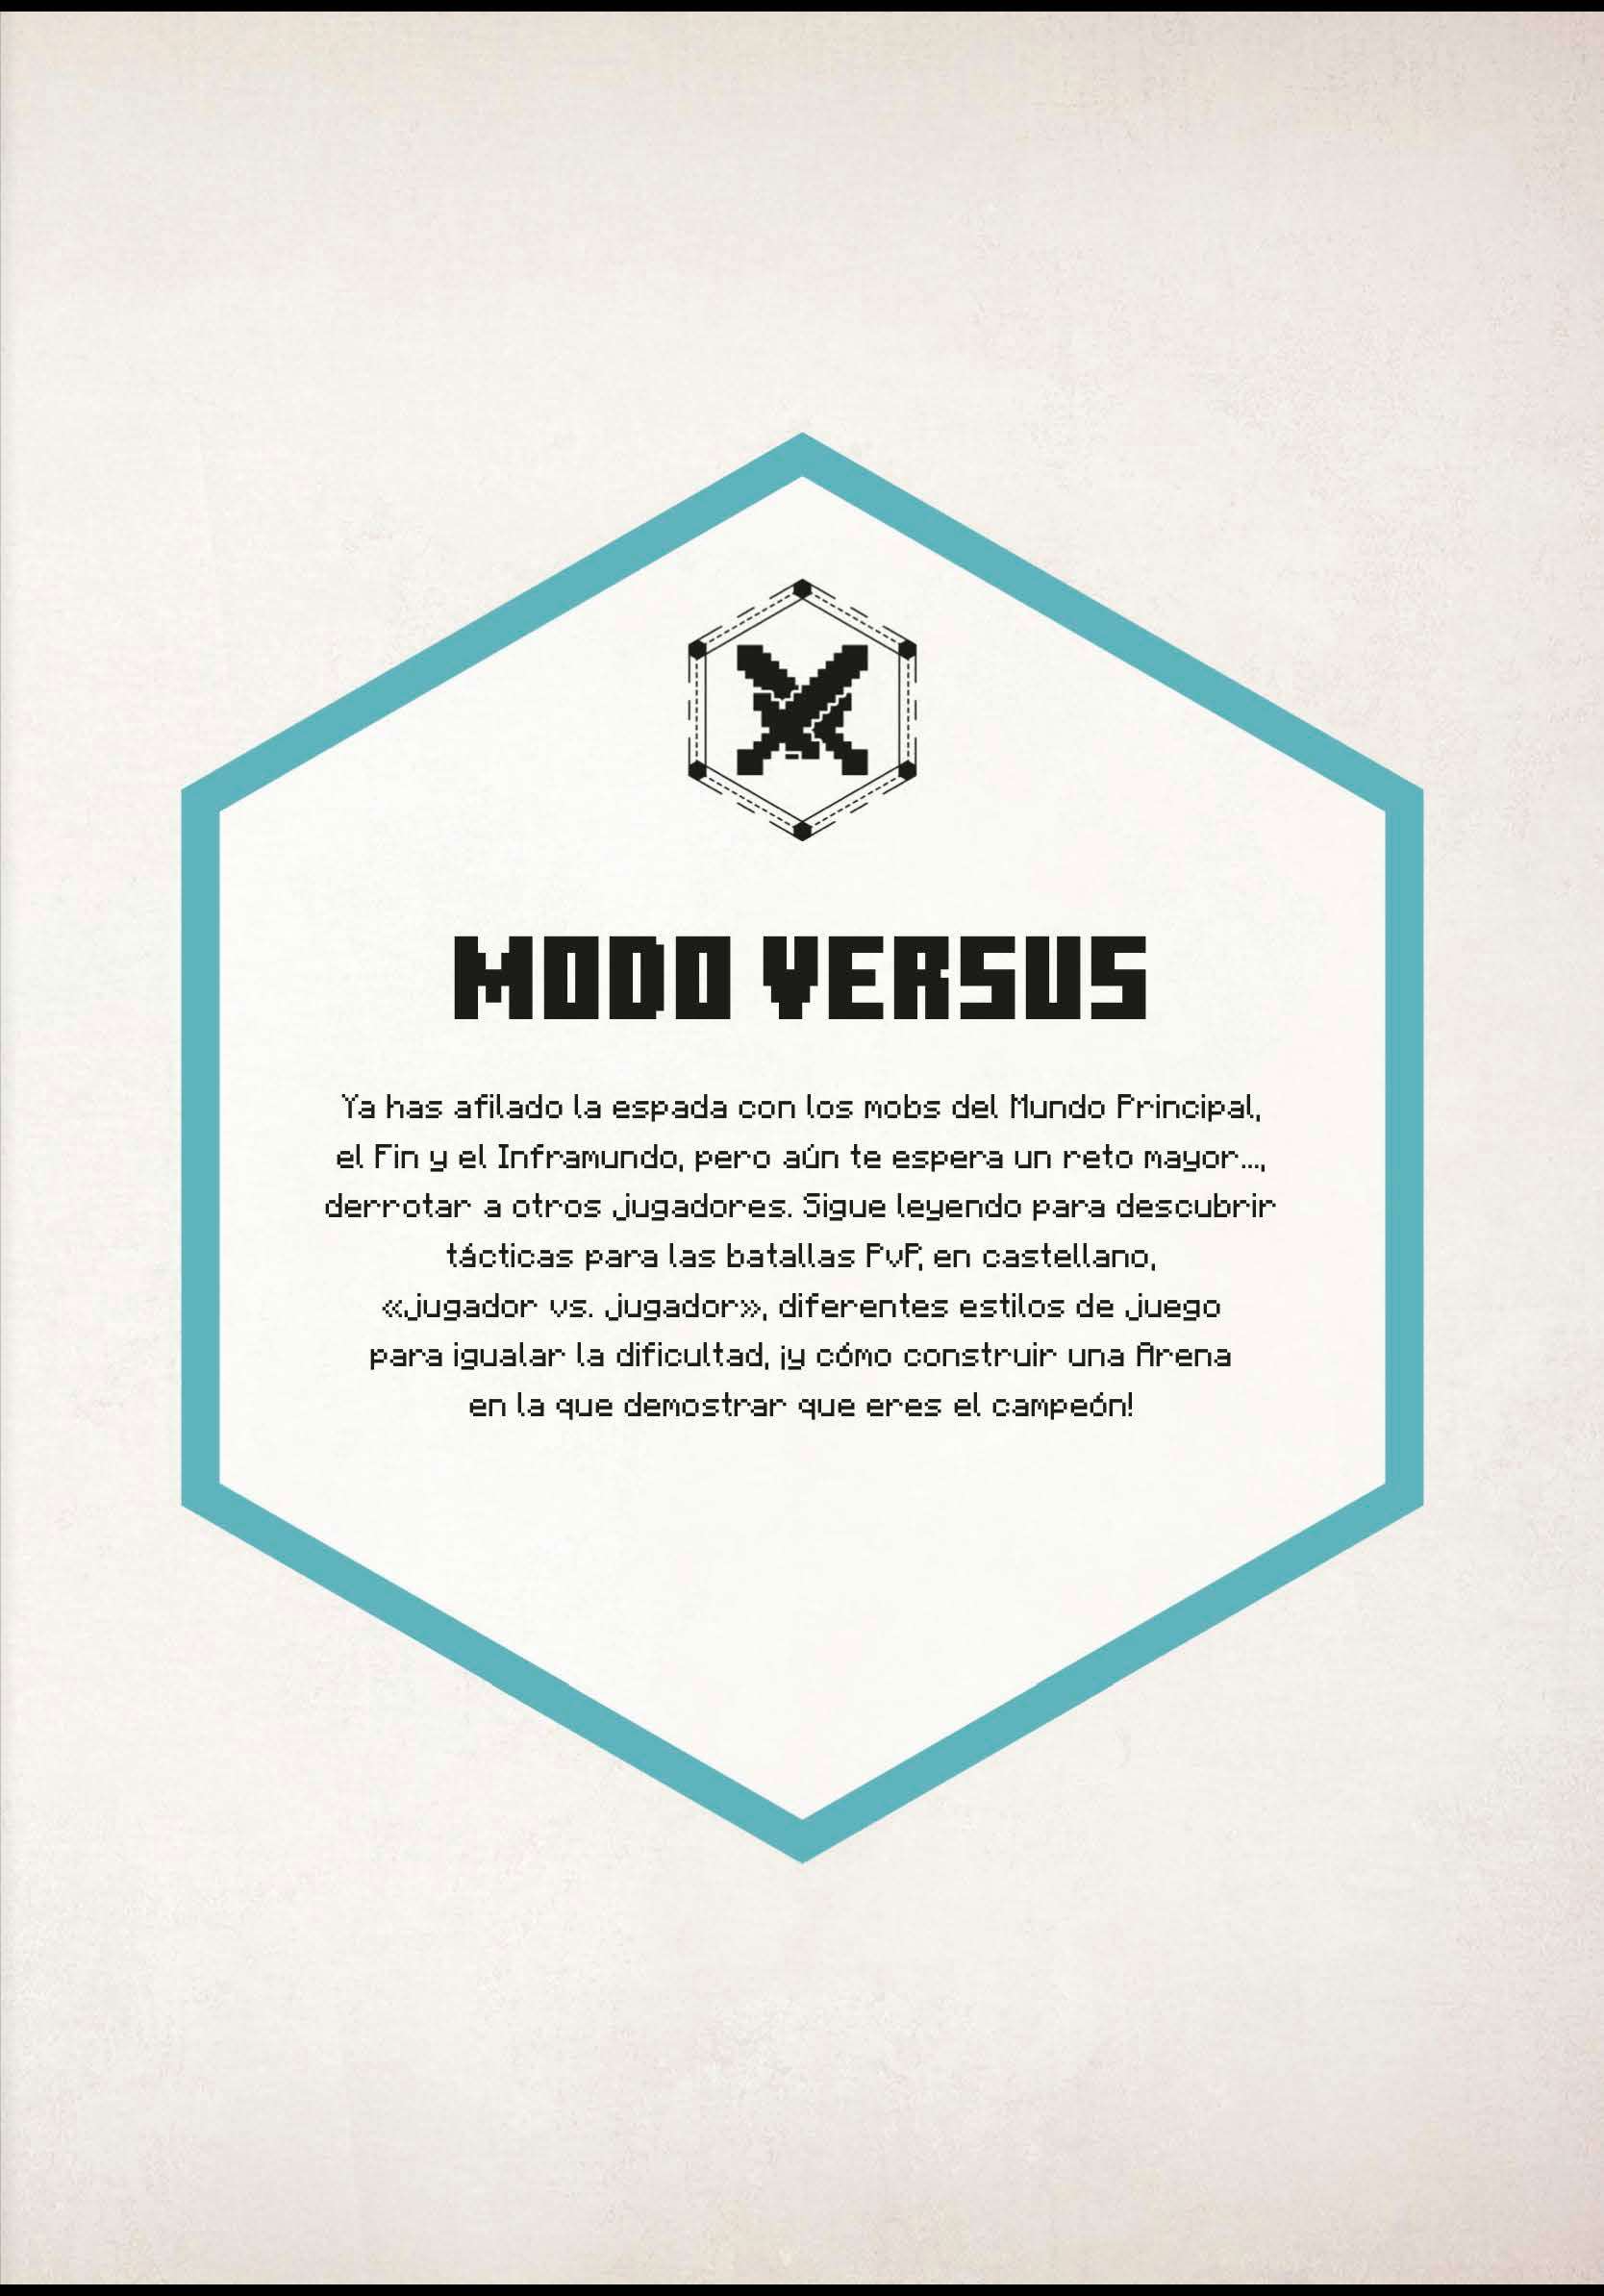 MODO VERSUS
Ya has afilado la espada con los mobs del Mundo Principal,
el Fin y el Inframundo, pero aún te espera un reto mayor...,
derrotar a otros jugadores. Sigue leyendo para descubrir
tácticas para las batallas PvP, en castellano,
«jugador vs. jugador», diferentes estilos de juego
para igualar la dificultad, ¡y cómo construir una Arena
en la que demostrar que eres el campeón!